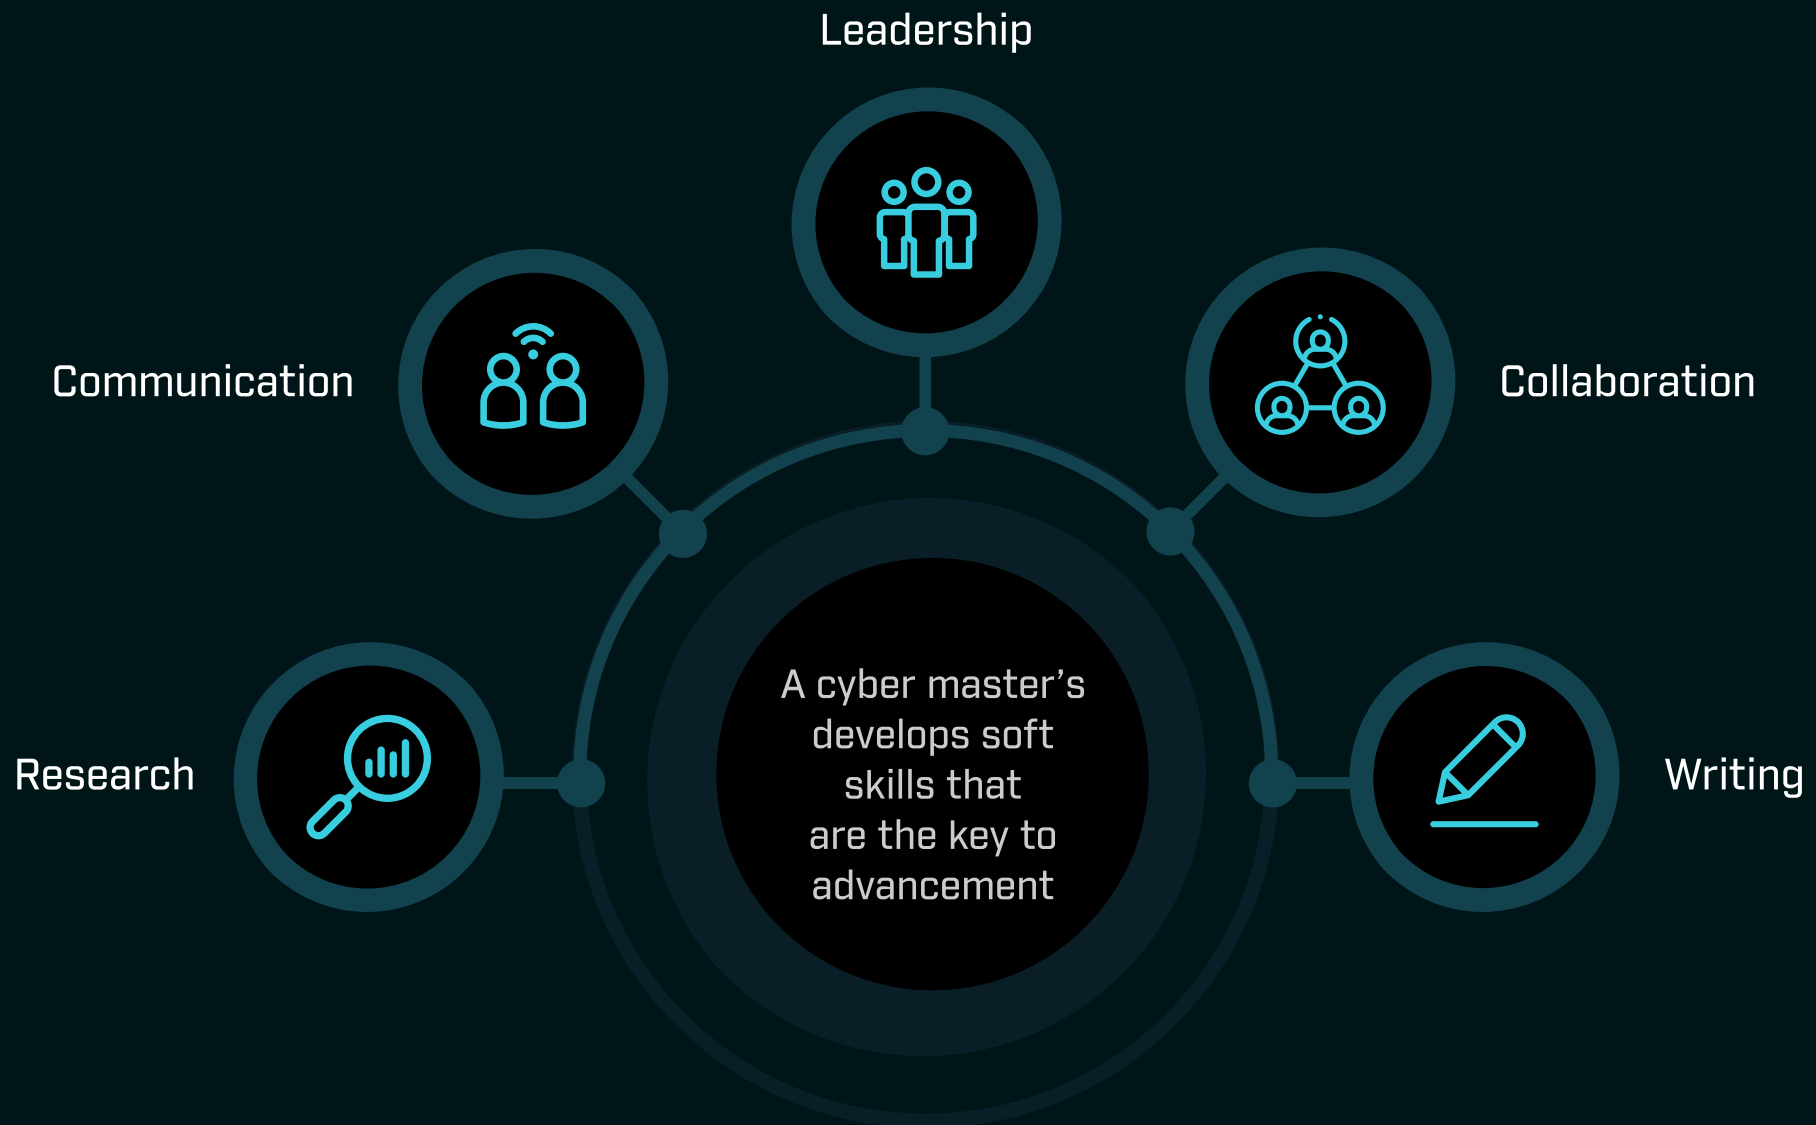 Leadership
Communication
Collaboration
Research
A cyber master’s
develops soft
skills that
are the key to
advancement
Writing